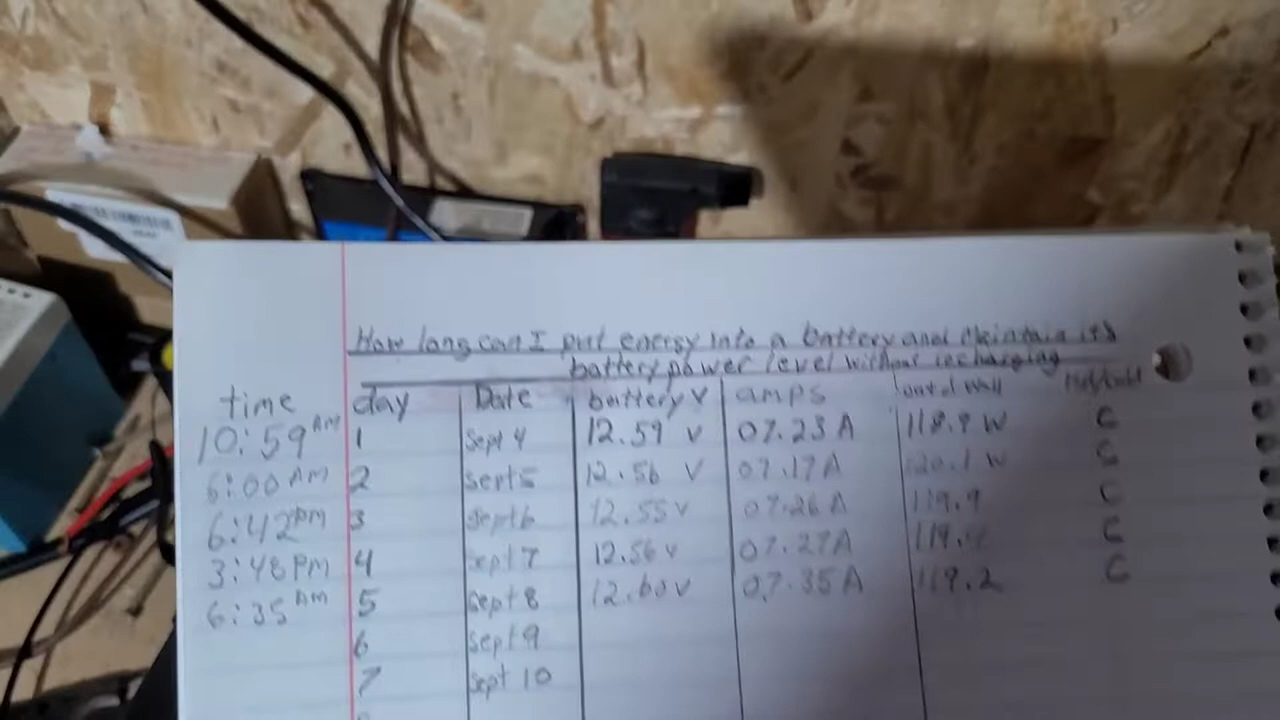 How long can I put energy into a battery and Maintain it's
battery power level without recharging
time day Date battery V amps Watt
10:59 AM 1 Sept 4 12.59 V 07.23 A 118.9 W C
6:00 AM 2 Sept 5 12.56 V 07.17 A 120.1 W C
6:42 PM 3 Sept 6 12.55 V 07.26 A 119.9 C
3:48 PM 4 Sept 7 12.56 V 07.27 A C
6:35 AM 5 Sept 8 12.60 V 07.35 A 119.2 C
6 Sept 9
7 Sept 10